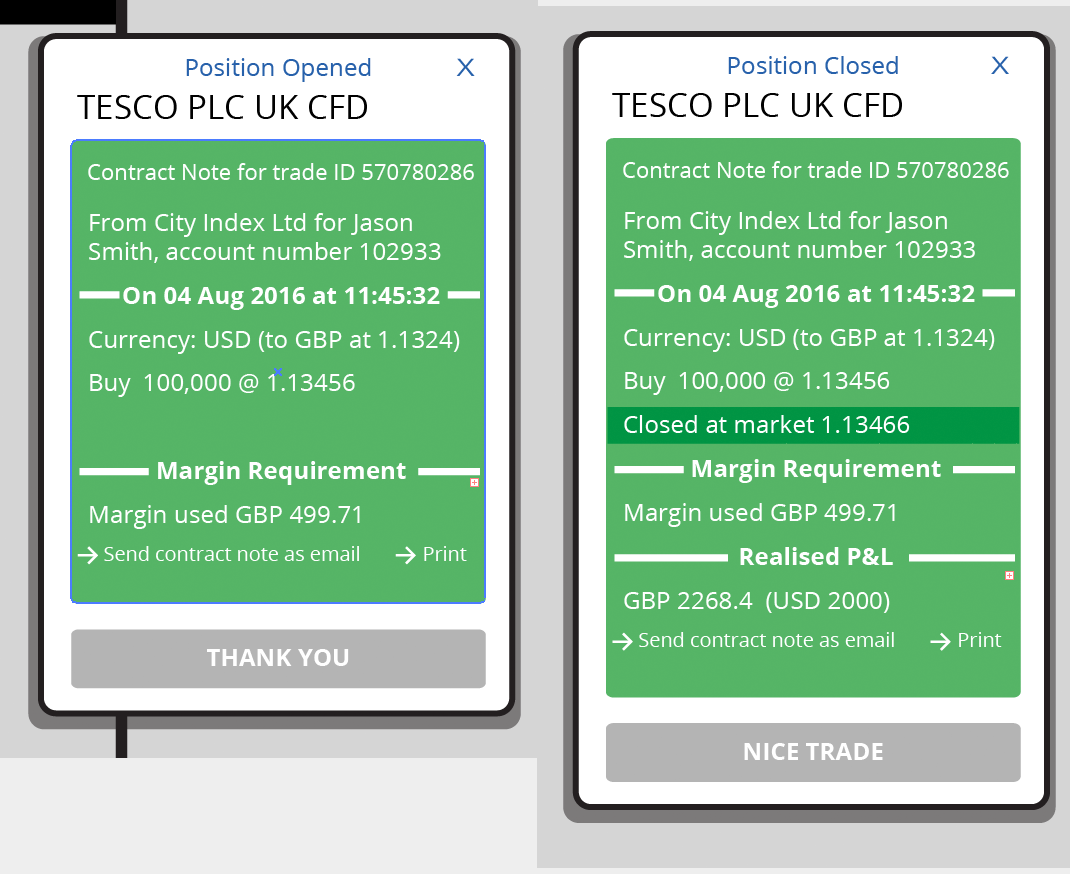 Position Opened X
TESCO PLC UK CFD
Contract Note for trade ID 570780286
From City Index Ltd for Jason
Smith, account number 102933
On 04 Aug 2016 at 11:45:32
Currency: USD (to GBP at 1.1324)
Buy  100,000 @ 1.13456
Margin Requirement
Margin used GBP 499.71
Send contract note as email
Print
THANK YOU
Position Closed X
TESCO PLC UK CFD
Contract Note for trade ID 570780286
From City Index Ltd for Jason
Smith, account number 102933
On 04 Aug 2016 at 11:45:32
Currency: USD (to GBP at 1.1324)
Buy  100,000 @ 1.13456
Closed at market 1.13466
Margin Requirement
Margin used GBP 499.71
Realised P&L
GBP 2268.4  (USD 2000)
Send contract note as email
Print
NICE TRADE